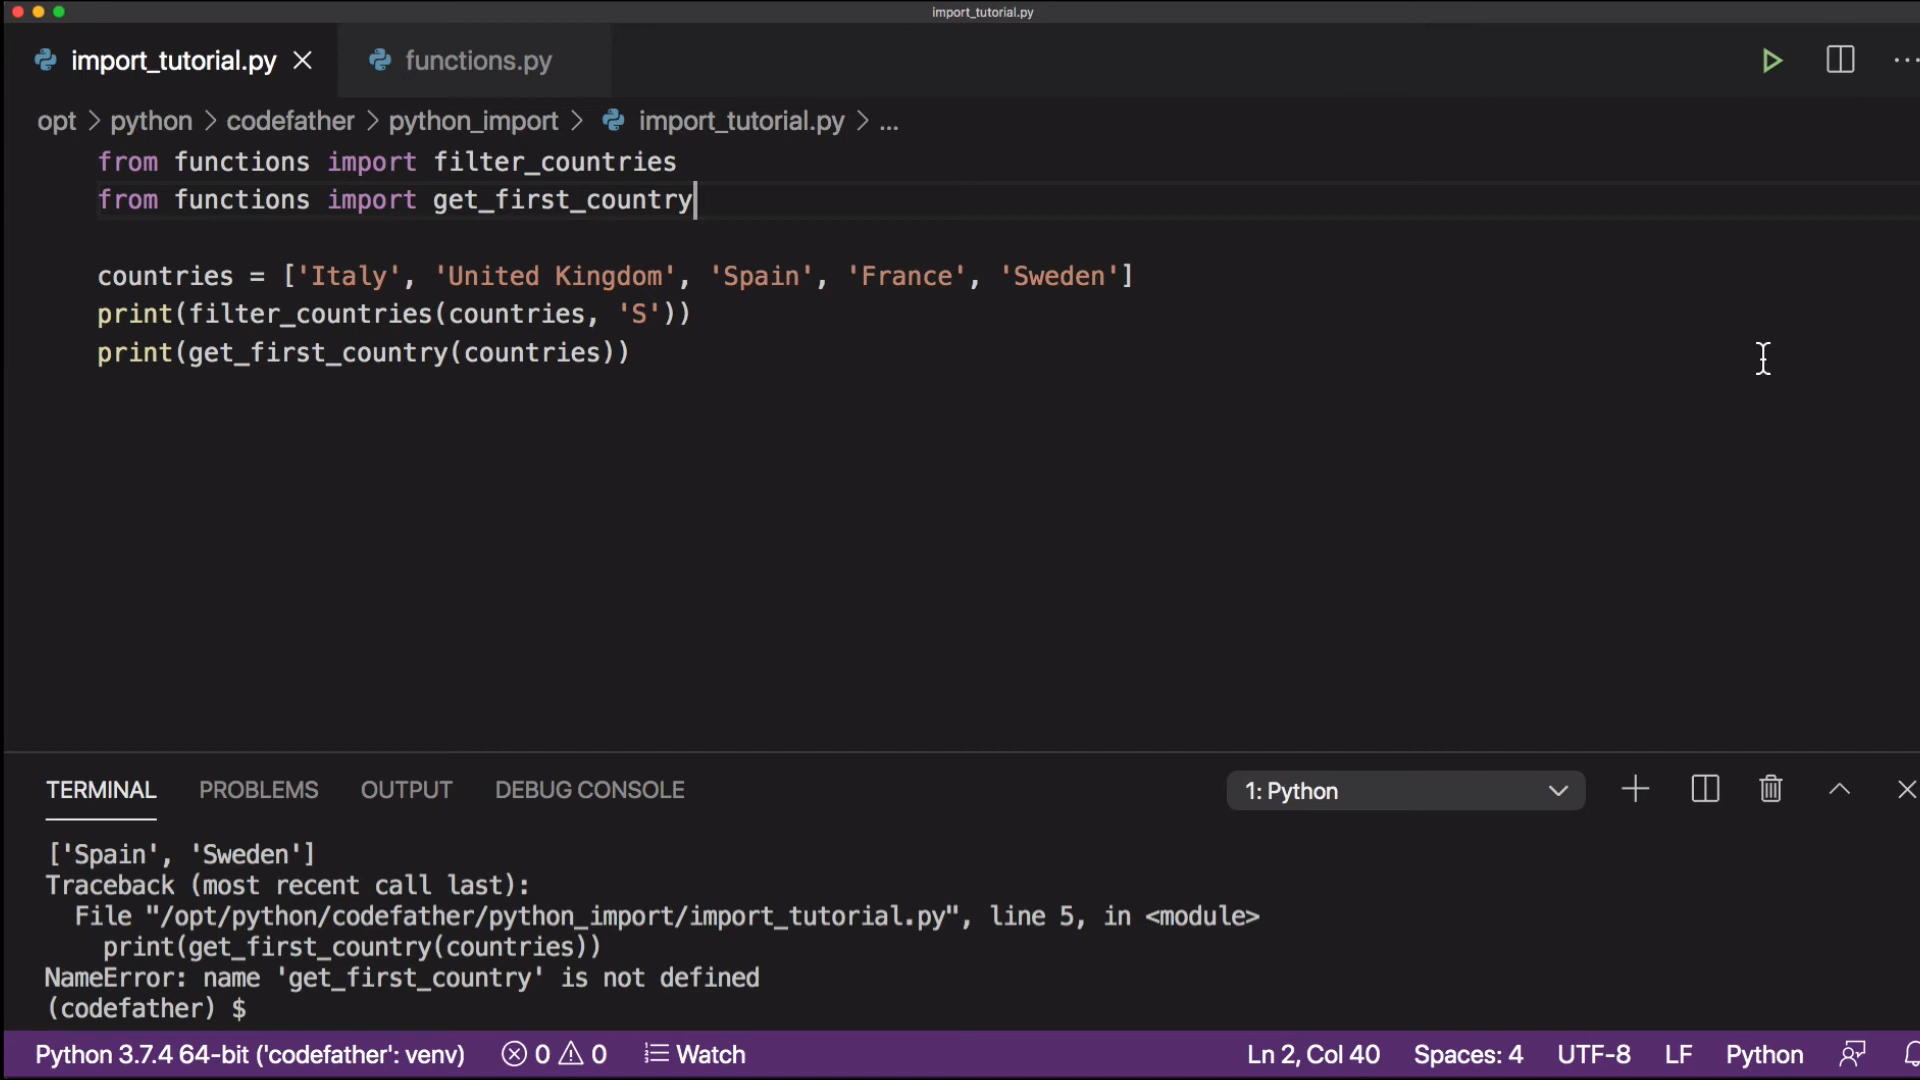 import_tutorial.py
import_tutorial.py functions.py
opt > python > codefather > python_import > import_tutorial.py > ...
from functions import filter_countries
from functions import get_first_country
countries = ['Italy', 'United Kingdom', 'Spain', 'France', 'Sweden']
print(filter_countries(countries, 'S'))
print(get_first_country(countries))
TERMINAL PROBLEMS OUTPUT DEBUG CONSOLE 1: Python
['Spain', 'Sweden']
Traceback (most recent call last):
File "/opt/python/codefather/python_import/import_tutorial.py", line 5, in <module>
print(get_first_country(countries))
NameError: name 'get_first_country' is not defined
(codefather) $
Python 3.7.4 64-bit ('codefather': venv) 0 0 Watch Ln 2, Col 40 Spaces: 4 UTF-8 LF Python